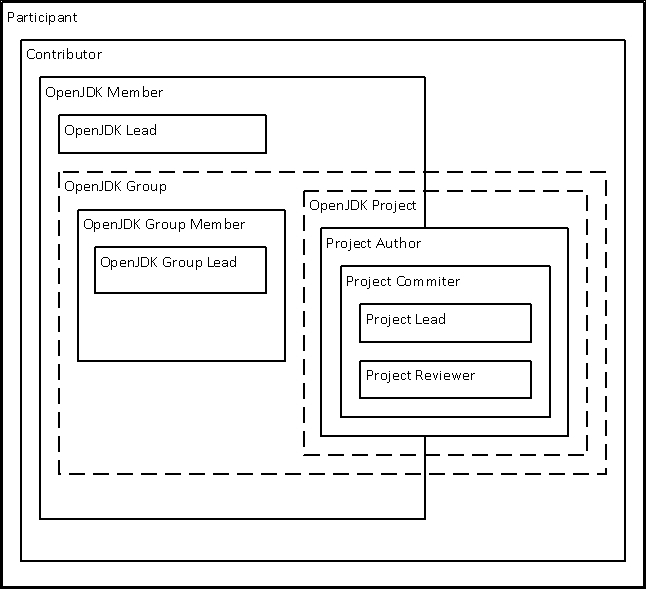 Participant
Contributor
OpenJDK Member
OpenJDK Lead
OpenJDK Group
OpenJDK Project
OpenJDK Group Member
Project Author
OpenJDK Group Lead
Project Commiter
Project Lead
Project Reviewer